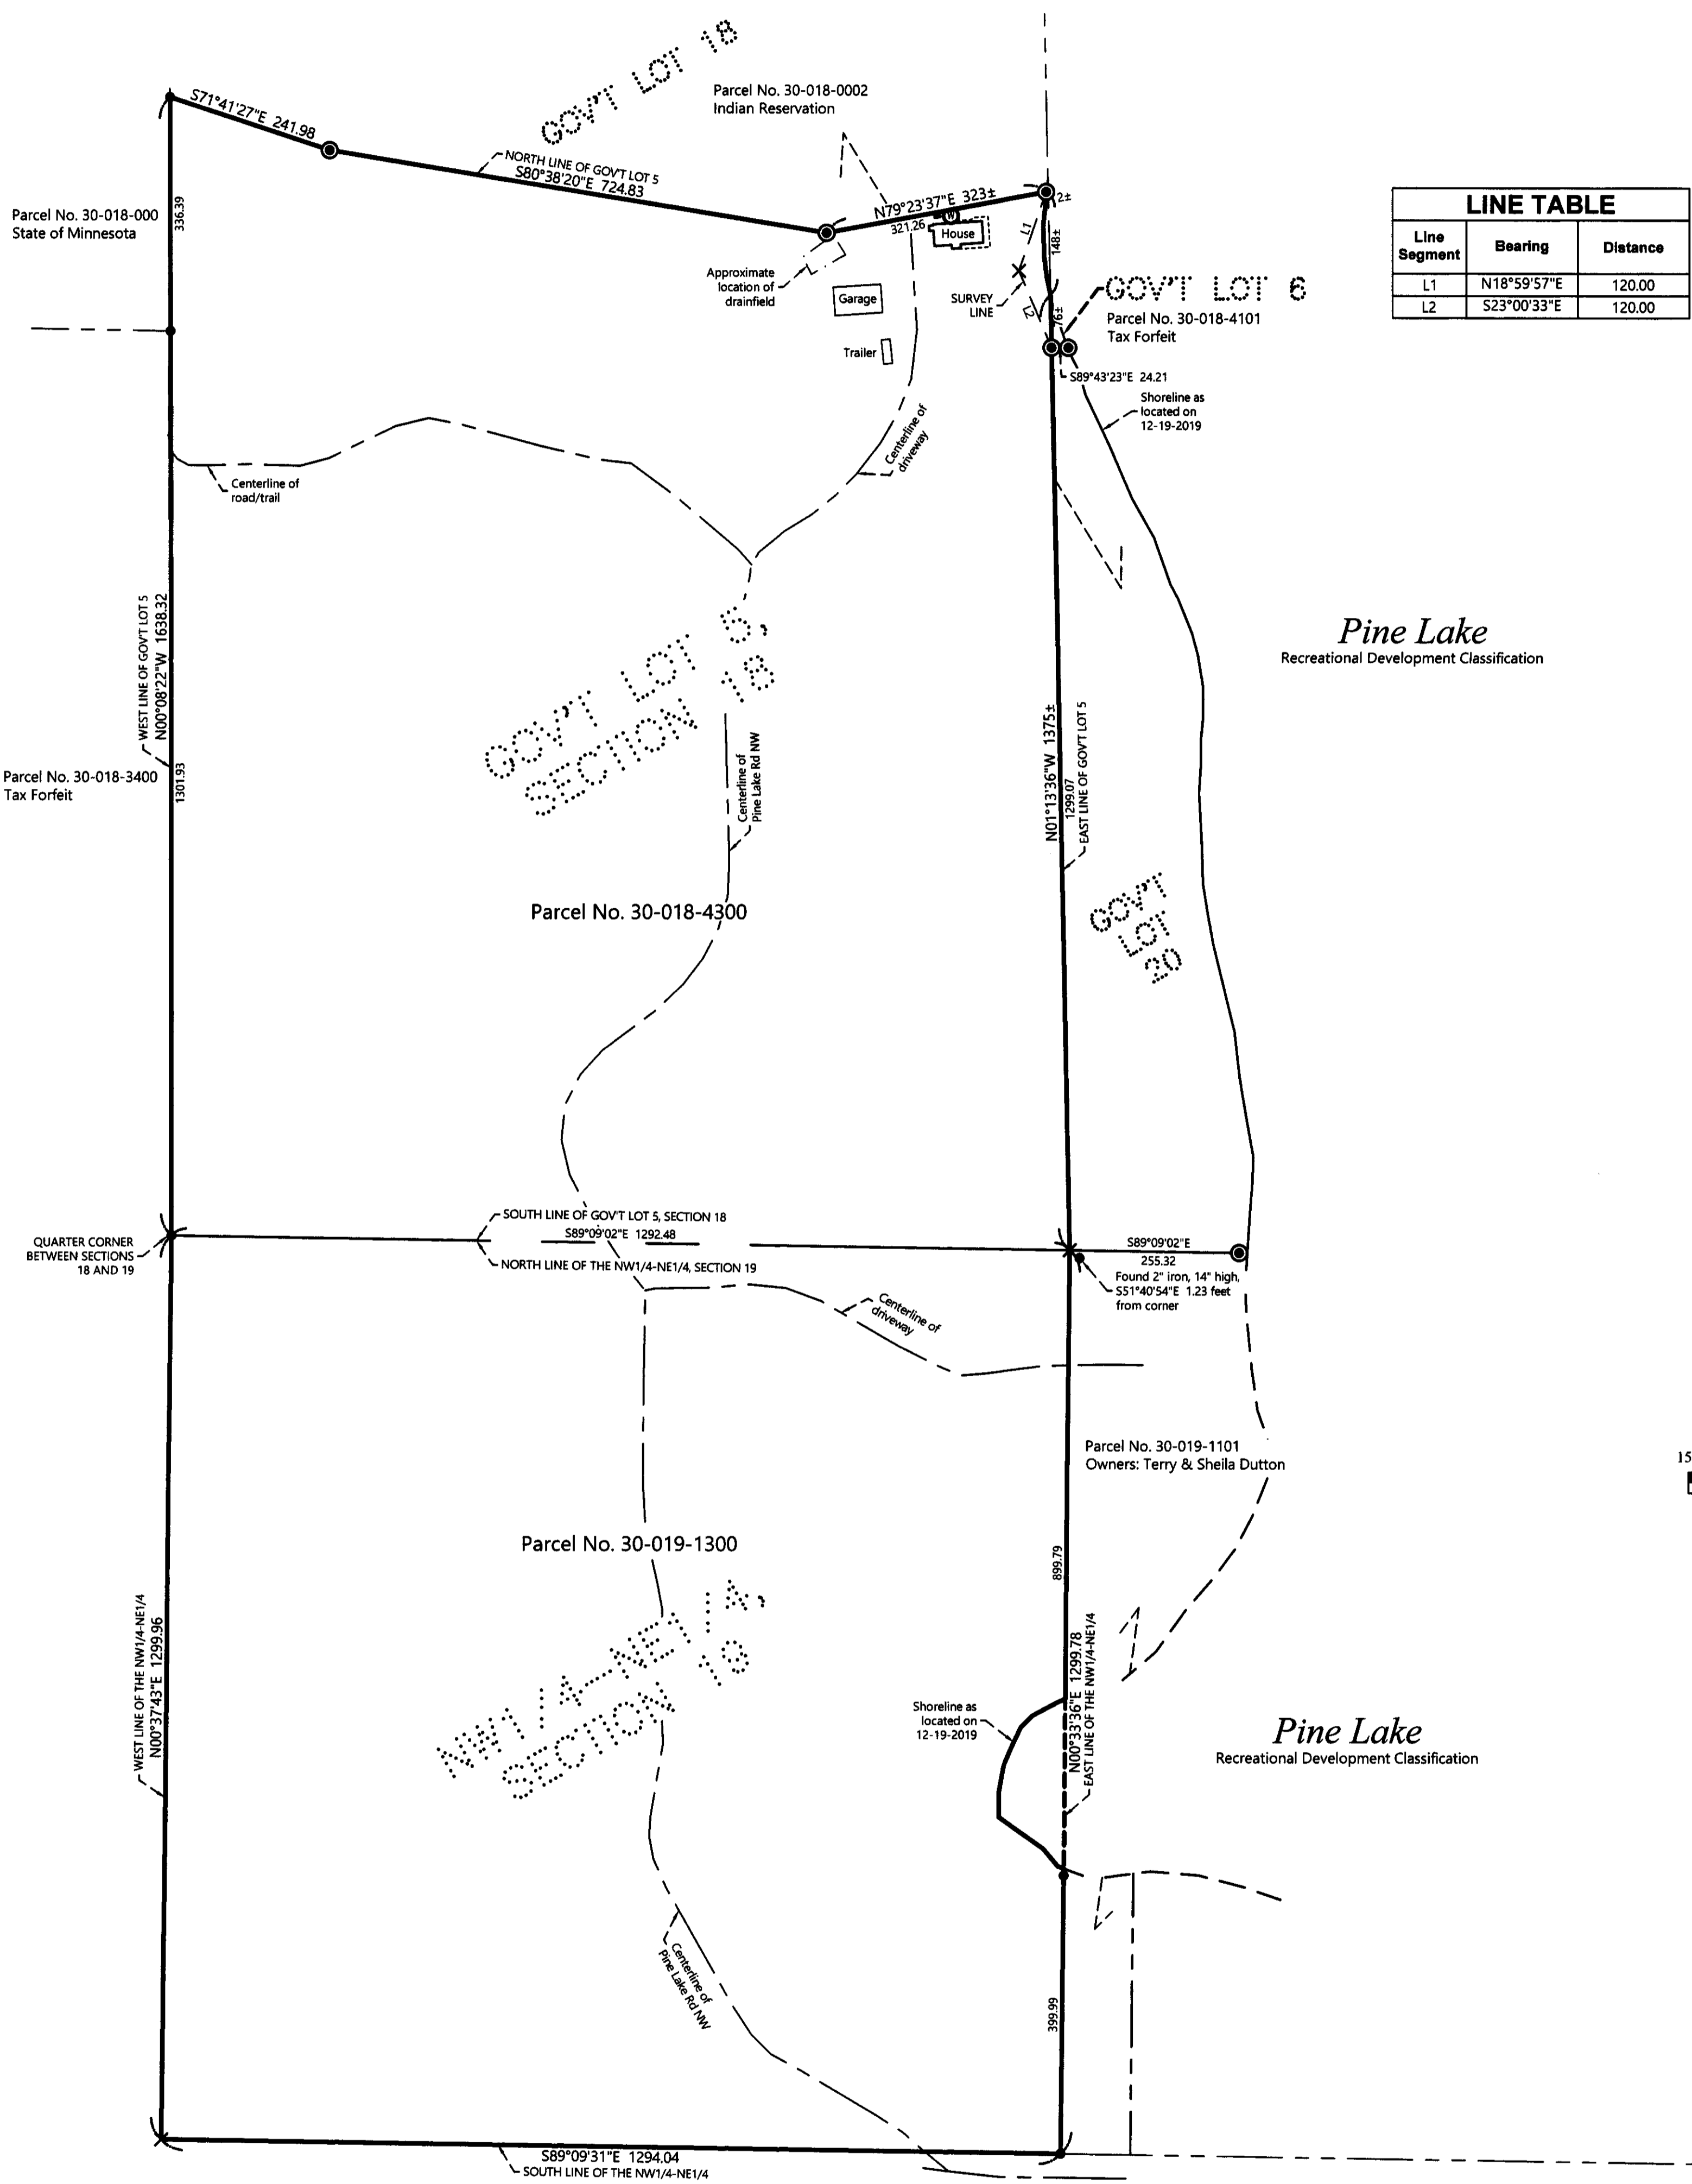 GOV'T LOT 18
Parcel No. 30-018-0002
Indian Reservation
S71°41'27"E 241.98
NORTH LINE OF GOV'T LOT 5
S80°38'20"E 724.83
N79°23'37"E 323±
321.26
House
W
2±
148±
L1
L2
76±
336.39
Parcel No. 30-018-000
State of Minnesota
Approximate
location of
drainfield
Garage
Trailer
SURVEY
LINE
GOV'T LOT 6
Parcel No. 30-018-4101
Tax Forfeit
S89°43'23"E 24.21
Shoreline as
located on
12-19-2019
LINE TABLE
Line Segment Bearing Distance
L1 N18°59'57"E 120.00
L2 S23°00'33"E 120.00
Centerline of
road/trail
Centerline of
driveway
WEST LINE OF GOV'T LOT 5
N00°08'22"W 1638.32
1301.93
Parcel No. 30-018-3400
Tax Forfeit
GOV'T LOT 5,
SECTION 18
Centerline of
Pine Lake Rd NW
Parcel No. 30-018-4300
N01°13'36"W 1375±
1299.07
EAST LINE OF GOV'T LOT 5
Pine Lake
Recreational Development Classification
GOV'T
LOT
20
QUARTER CORNER
BETWEEN SECTIONS
18 AND 19
SOUTH LINE OF GOV'T LOT 5, SECTION 18
S89°09'02"E 1292.48
NORTH LINE OF THE NW1/4-NE1/4, SECTION 19
S89°09'02"E
255.32
Found 2" iron, 14" high,
S51°40'54"E 1.23 feet
from corner
Centerline of
driveway
Parcel No. 30-019-1101
Owners: Terry & Sheila Dutton
15
Parcel No. 30-019-1300
899.79
WEST LINE OF THE NW1/4-NE1/4
N00°37'43"E 1299.96
NW1/4-NE1/4,
SECTION 19
N00°33'36"E 1299.78
EAST LINE OF THE NW1/4-NE1/4
Shoreline as
located on
12-19-2019
Pine Lake
Recreational Development Classification
Centerline of
Pine Lake Rd NW
399.99
S89°09'31"E 1294.04
SOUTH LINE OF THE NW1/4-NE1/4